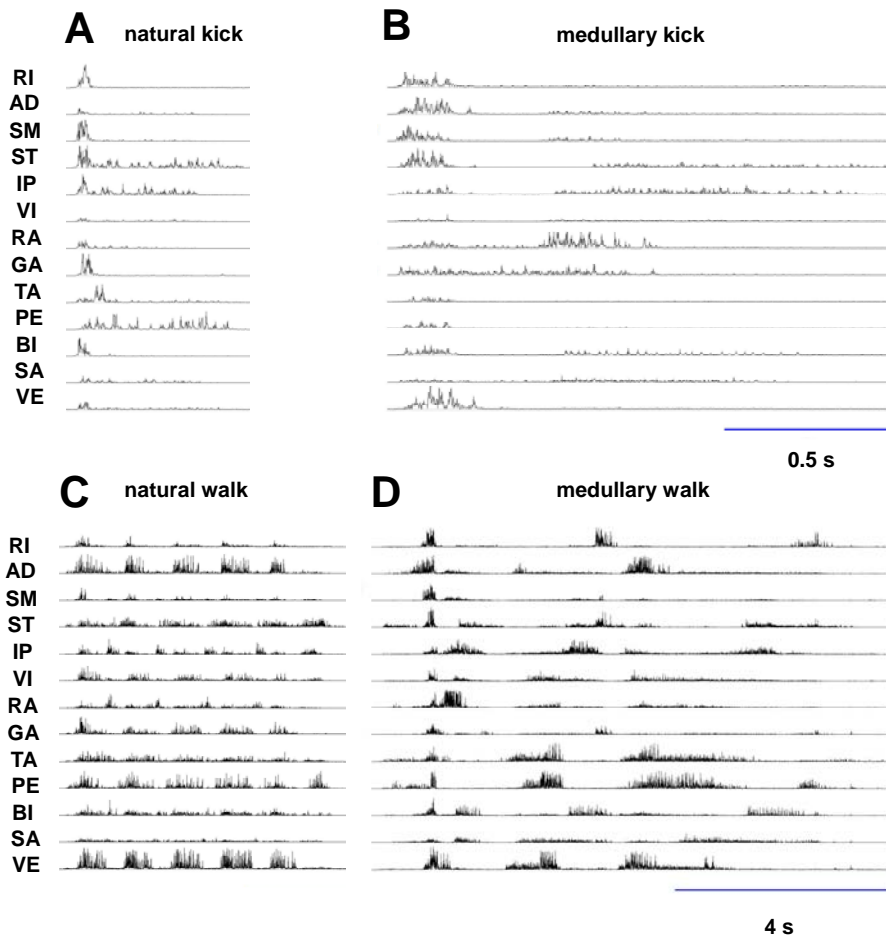 A natural kick
B medullary kick
RI
AD
SM
ST
IP
VI
RA
GA
TA
PE
BI
SA
VE
0.5 s
C natural walk
D medullary walk
RI
AD
SM
ST
IP
VI
RA
GA
TA
PE
BI
SA
VE
4 s